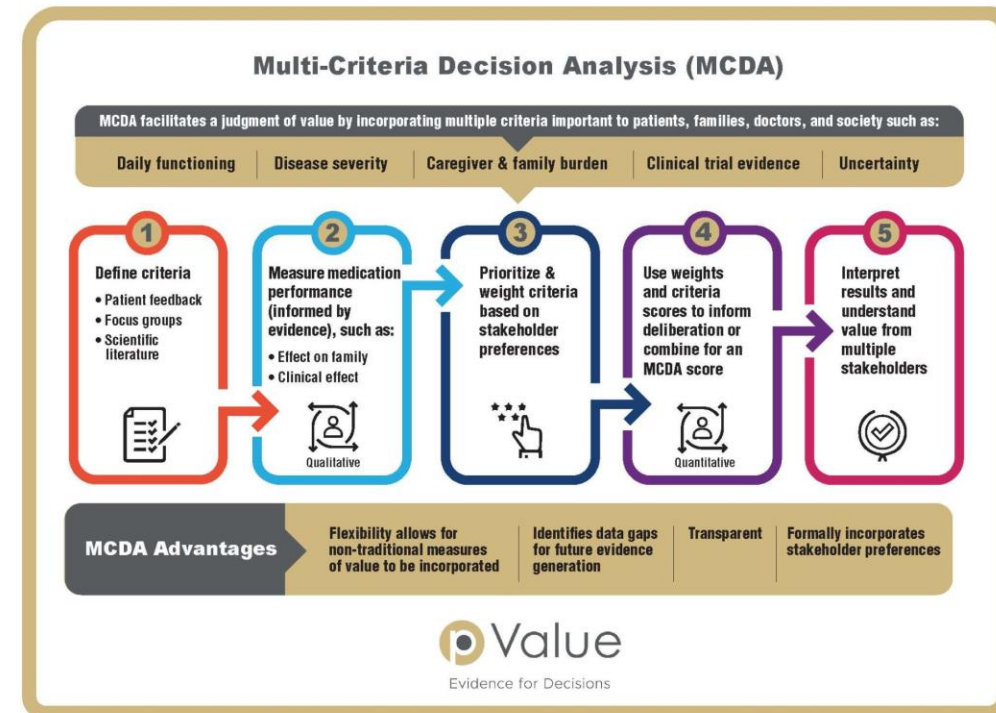 Multi-Criteria Decision Analysis (MCDA)
MCDA facilitates a judgment of value by incorporating multiple criteria important to patients, families, doctors, and society such as:
Daily functioning
Disease severity
Caregiver & family burden
Clinical trial evidence
Uncertainty
1
Define criteria
• Patient feedback
• Focus groups
• Scientific
literature
2
Measure medication
performance
(informed by
evidence), such as:
• Effect on family
• Clinical effect
Qualitative
3
Prioritize &
weight criteria
based on
stakeholder
preferences
4
Use weights
and criteria
scores to inform
deliberation or
combine for an
MCDA score
Quantitative
5
Interpret
results and
understand
value from
multiple
stakeholders
MCDA Advantages
Flexibility allows for
non-traditional measures
of value to be incorporated
Identifies data gaps
for future evidence
generation
Transparent
Formally incorporates
stakeholder preferences
p Value
Evidence for Decisions